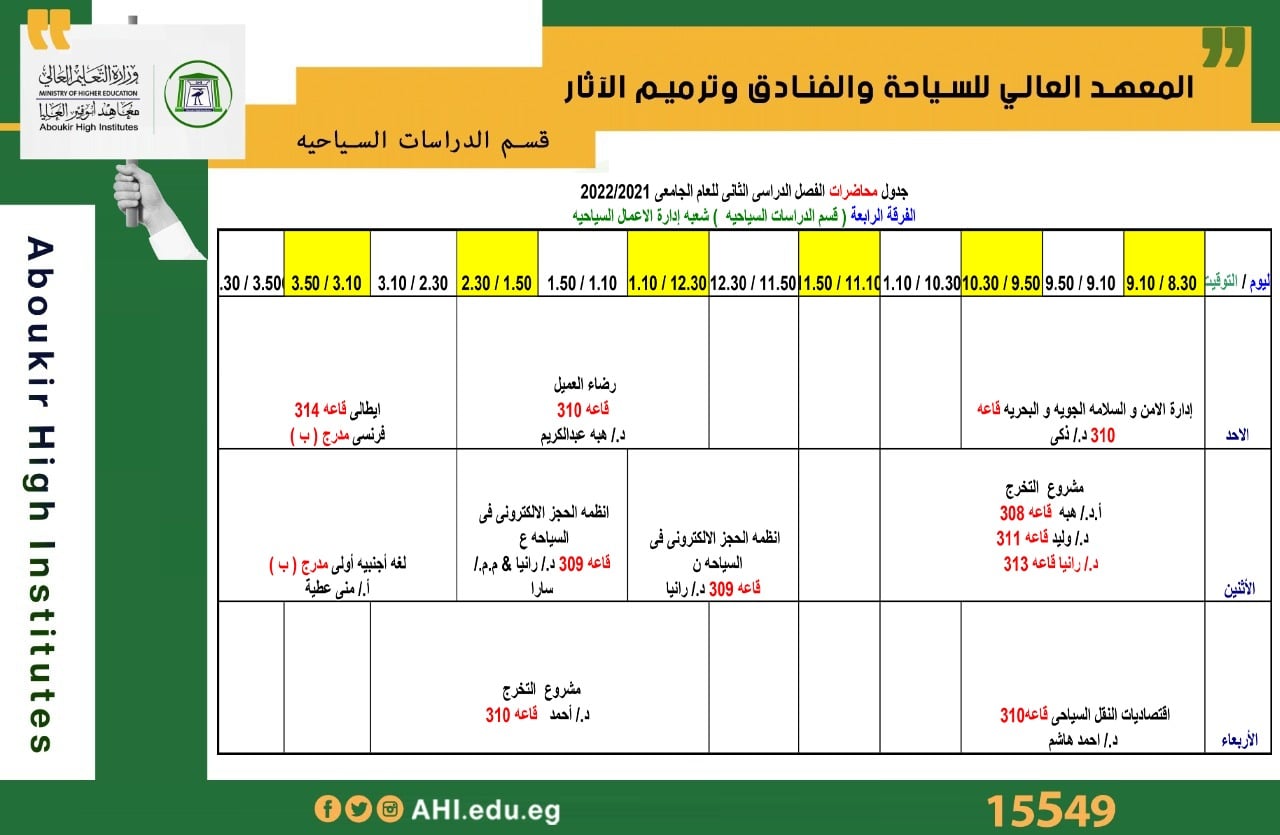 وزارة التعليم العالي
MINISTRY OF HIGHER EDUCATION
معاهد أبوقير العليا
Aboukir High Institutes
المعهد العالي للسياحة والفنادق وترميم الآثار
قسم الدراسات السياحيه
جدول محاضرات الفصل الدراسى الثانى للعام الجامعى 2022/2021
الفرقة الرابعة ( قسم الدراسات السياحيه ) شعبه إدارة الاعمال السياحيه
ليوم / التوقيت
9.10 / 8.30
9.50 / 9.10
10.30 / 9.50
1.10 / 10.30
1.50 / 11.10
12.30 / 11.50
1.10 / 12.30
1.50 / 1.10
2.30 / 1.50
3.10 / 2.30
3.50 / 3.10
.30 / 3.50
الاحد
إدارة الامن و السلامه الجويه و البحريه قاعه
310 د./ ذكى
رضاء العميل
قاعه 310
د./ هبه عبدالكريم
ايطالى قاعه 314
فرنسى مدرج ( ب )
الأثنين
مشروع التخرج
أ.د./ هبه قاعه 308
د./ وليد قاعه 311
د./ رانيا قاعه 313
انظمه الحجز الالكترونى فى
السياحه ن
قاعه 309 د./ رانيا
انظمه الحجز الالكترونى فى
السياحه ع
قاعه 309 د./ رانيا & م.م./
سارا
لغه أجنبيه أولى مدرج ( ب )
أ./ منى عطية
الأربعاء
اقتصاديات النقل السياحى قاعه310
د./ احمد هاشم
مشروع التخرج
د./ أحمد قاعه 310
Aboukir High Institutes
AHI.edu.eg
15549